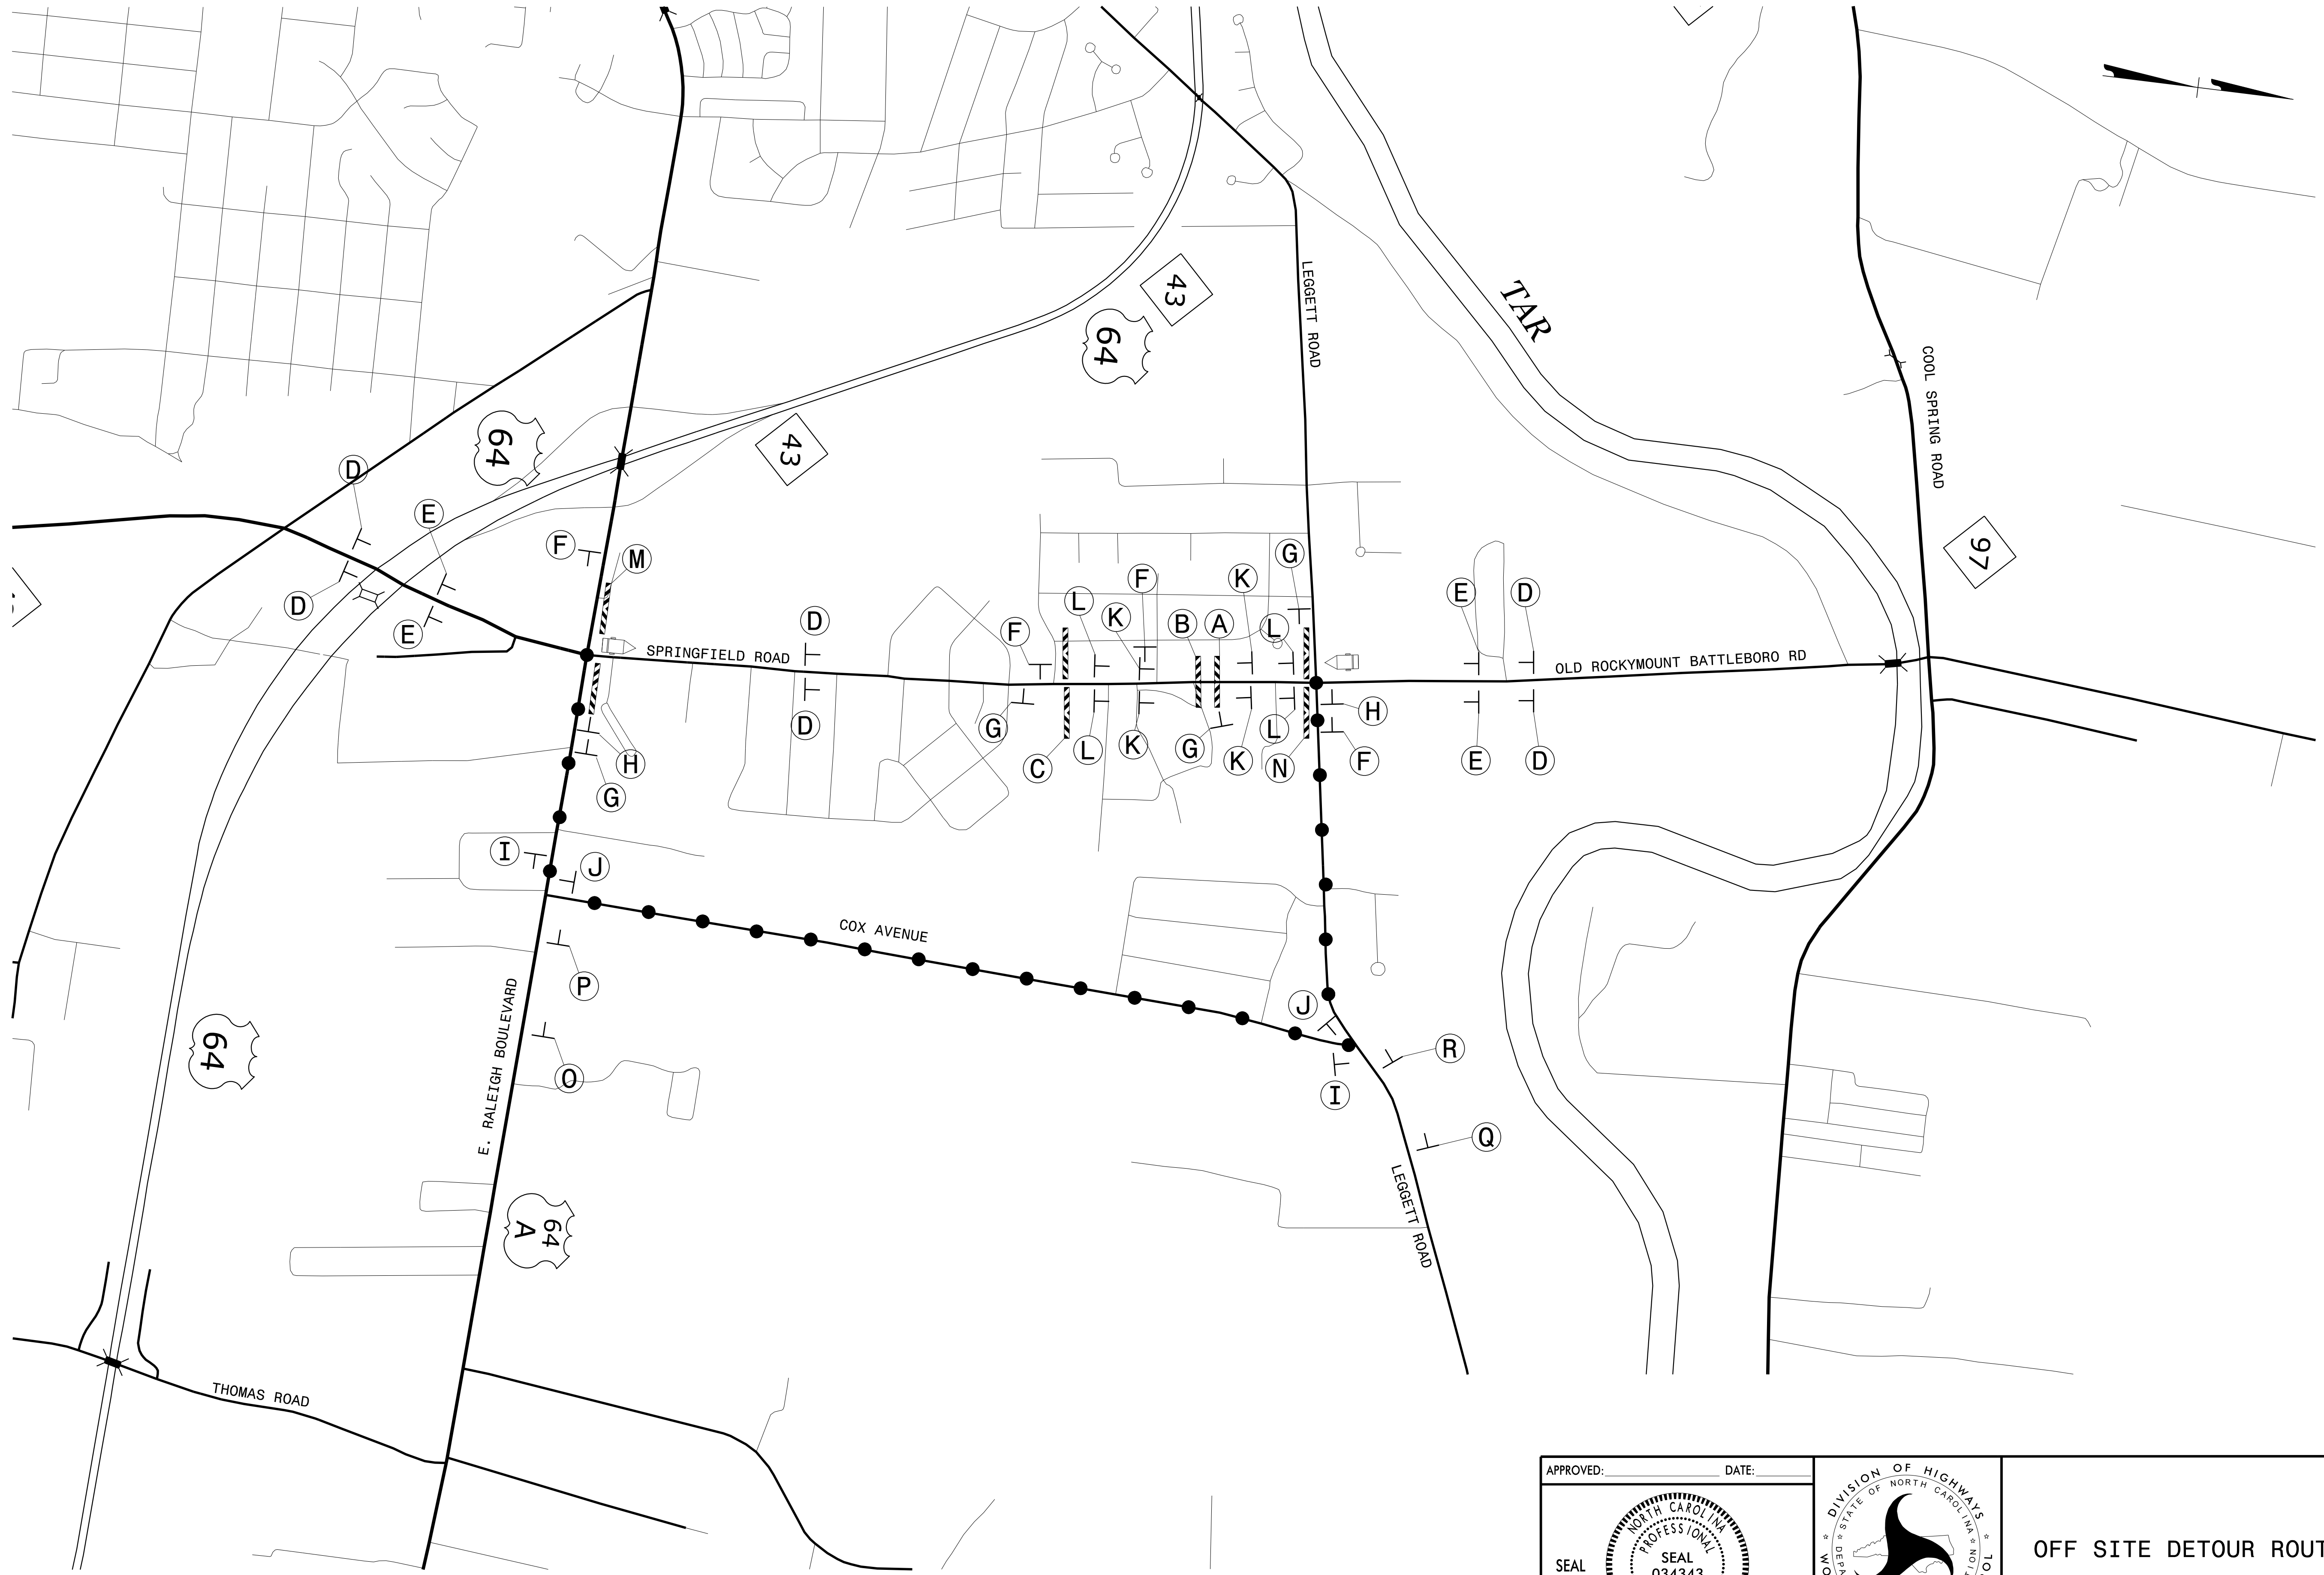 43
64
LEGGETT ROAD
TAR
COOL SPRING ROAD
64
43
D
E
97
F
M
G
D
E
K
F
E
D
L
K
D
F
B
A
L
E
SPRINGFIELD ROAD
OLD ROCKYMOUNT BATTLEBORO RD
H
D
G
K
G
L
C
L
K
N
F
E
D
H
G
I
J
COX AVENUE
P
J
R
E. RALEIGH BOULEVARD
64
O
I
Q
LEGGETT ROAD
64
A
THOMAS ROAD
APPROVED: DATE:
DIVISION OF HIGHWAYS
STATE OF NORTH CAROLINA
NORTH CAROLINA
PROFESSIONAL
SEAL
SEAL
034343
OFF SITE DETOUR ROUT